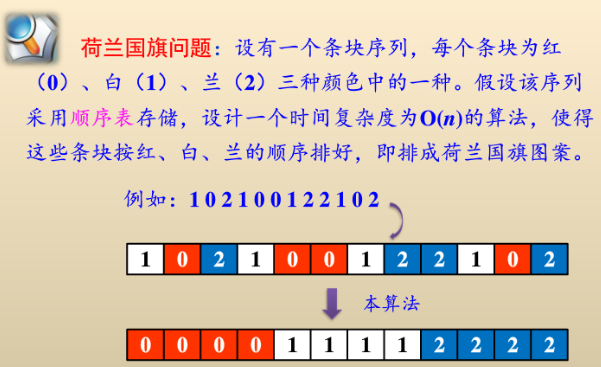 荷兰国旗问题：设有一个条块序列，每个条块为红
（0）、白（1）、兰（2）三种颜色中的一种。假设该序列
采用顺序表存储，设计一个时间复杂度为O(n)的算法，使得
这些条块按红、白、兰的顺序排好，即排成荷兰国旗图案。
例如：1 0 2 1 0 0 1 2 2 1 0 2
1 0 2 1 0 0 1 2 2 1 0 2
本算法
0 0 0 0 1 1 1 1 2 2 2 2